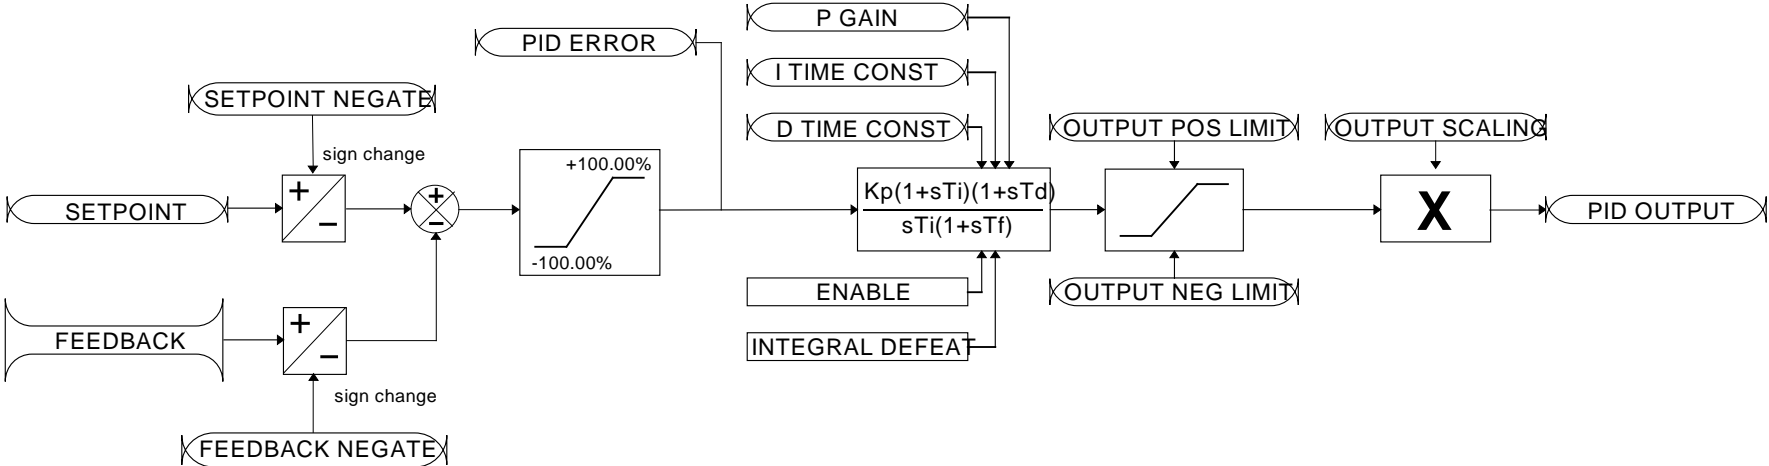 P GAIN
PID ERROR
I TIME CONST
SETPOINT NEGATE
D TIME CONST
OUTPUT POS LIMIT
OUTPUT SCALING
sign change
+100.00%
+
–
SETPOINT
+
–
Kp(1+sTi)(1+sTd)
sTi(1+sTf)
X
PID OUTPUT
-100.00%
ENABLE
OUTPUT NEG LIMIT
FEEDBACK
+
–
INTEGRAL DEFEAT
sign change
FEEDBACK NEGATE